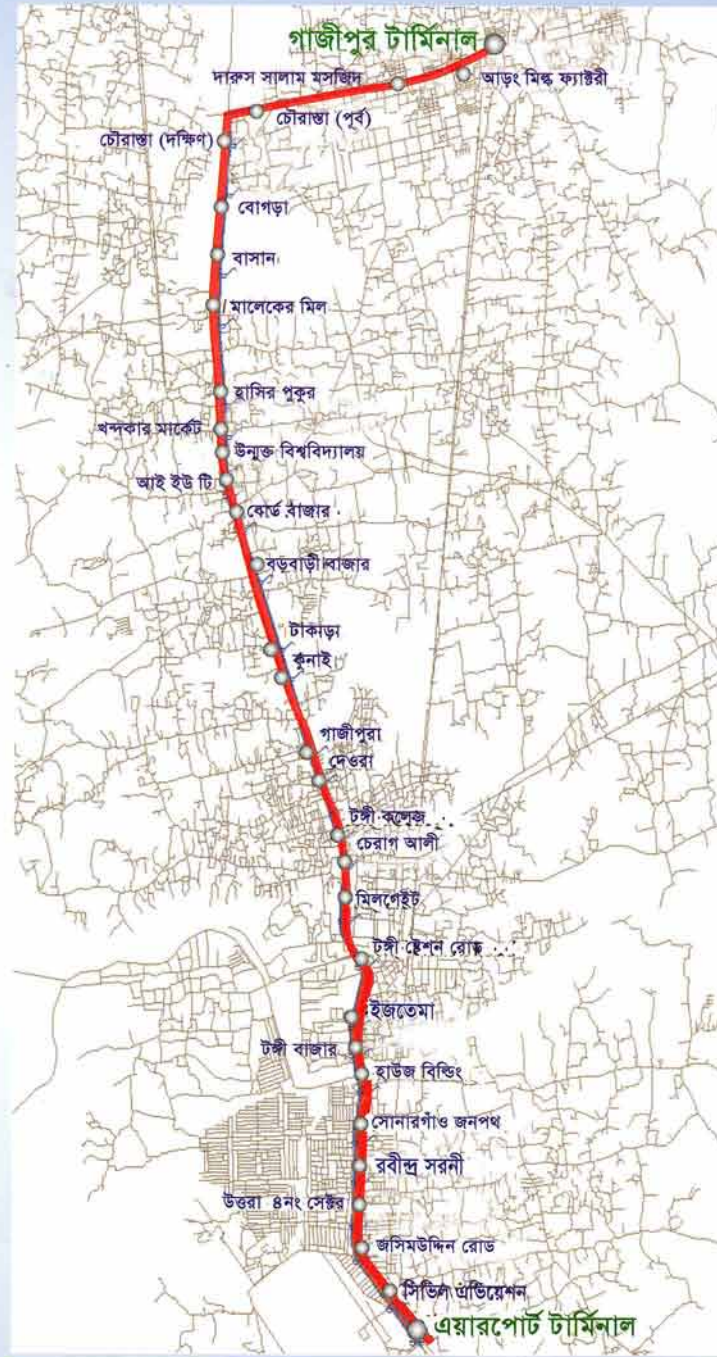 গাজীপুর টার্মিনাল
দারুস সালাম মসজিদ
আড়ং মিল্ক ফ্যাক্টরী
চৌরাস্তা (পূর্ব)
চৌরাস্তা (দক্ষিণ)
বোগড়া
বাসান
মালেকের মিল
হাসির পুকুর
খন্দকার মার্কেট
উন্মুক্ত বিশ্ববিদ্যালয়
আই ইউ টি
বোর্ড বাজার
বড়বাড়ী বাজার
টাকাড়া
কুনাই
গাজীপুরা
দেওরা
টঙ্গী কলেজ
চেরাগ আলী
মিলগেইট
টঙ্গী ষ্টেশন রোড
ইজতেমা
টঙ্গী বাজার
হাউজ বিল্ডিং
সোনারগাঁও জনপথ
রবীন্দ্র সরনী
উত্তরা ৪নং সেক্টর
জসিমউদ্দিন রোড
সিভিল এভিয়েশন
এয়ারপোর্ট টার্মিনাল